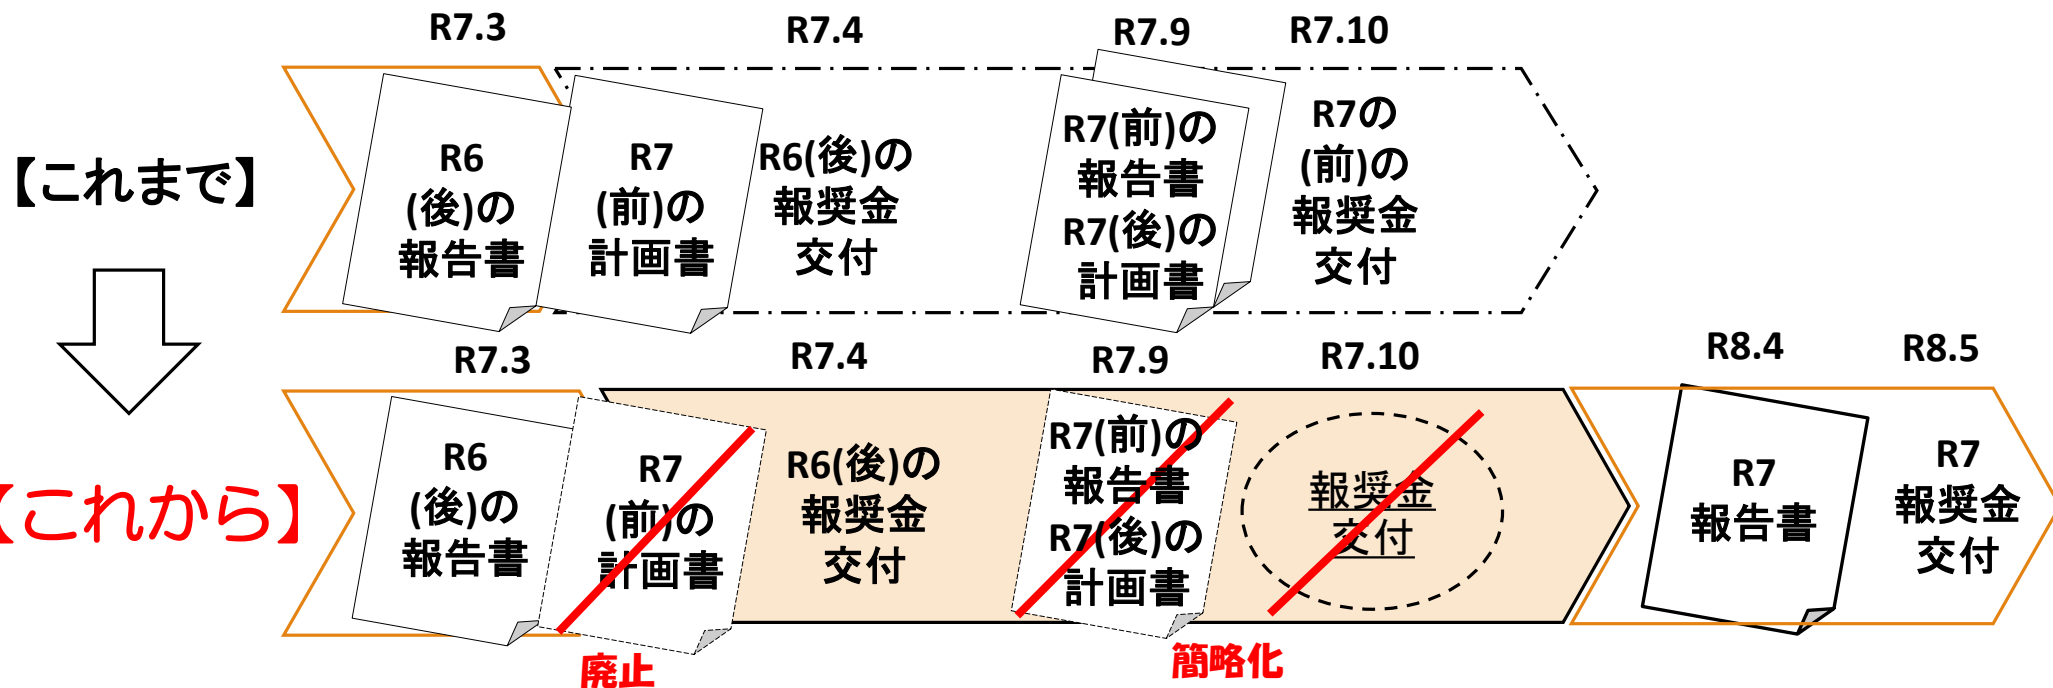 R7.3
R7.4
R7.9
R7.10
【これまで】
R6
(後)の
報告書
R7
(前)の
計画書
R6(後)の
報奨金
交付
R7(前)の
報告書
R7(後)の
計画書
R7の
(前)の
報奨金
交付
R7.3
R7.4
R7.9
R7.10
R8.4
R8.5
【これから】
R6
(後)の
報告書
R7
(前)の
計画書
R6(後)の
報奨金
交付
R7(前)の
報告書
R7(後)の
計画書
報奨金
交付
R7
報告書
R7
報奨金
交付
廃止
簡略化